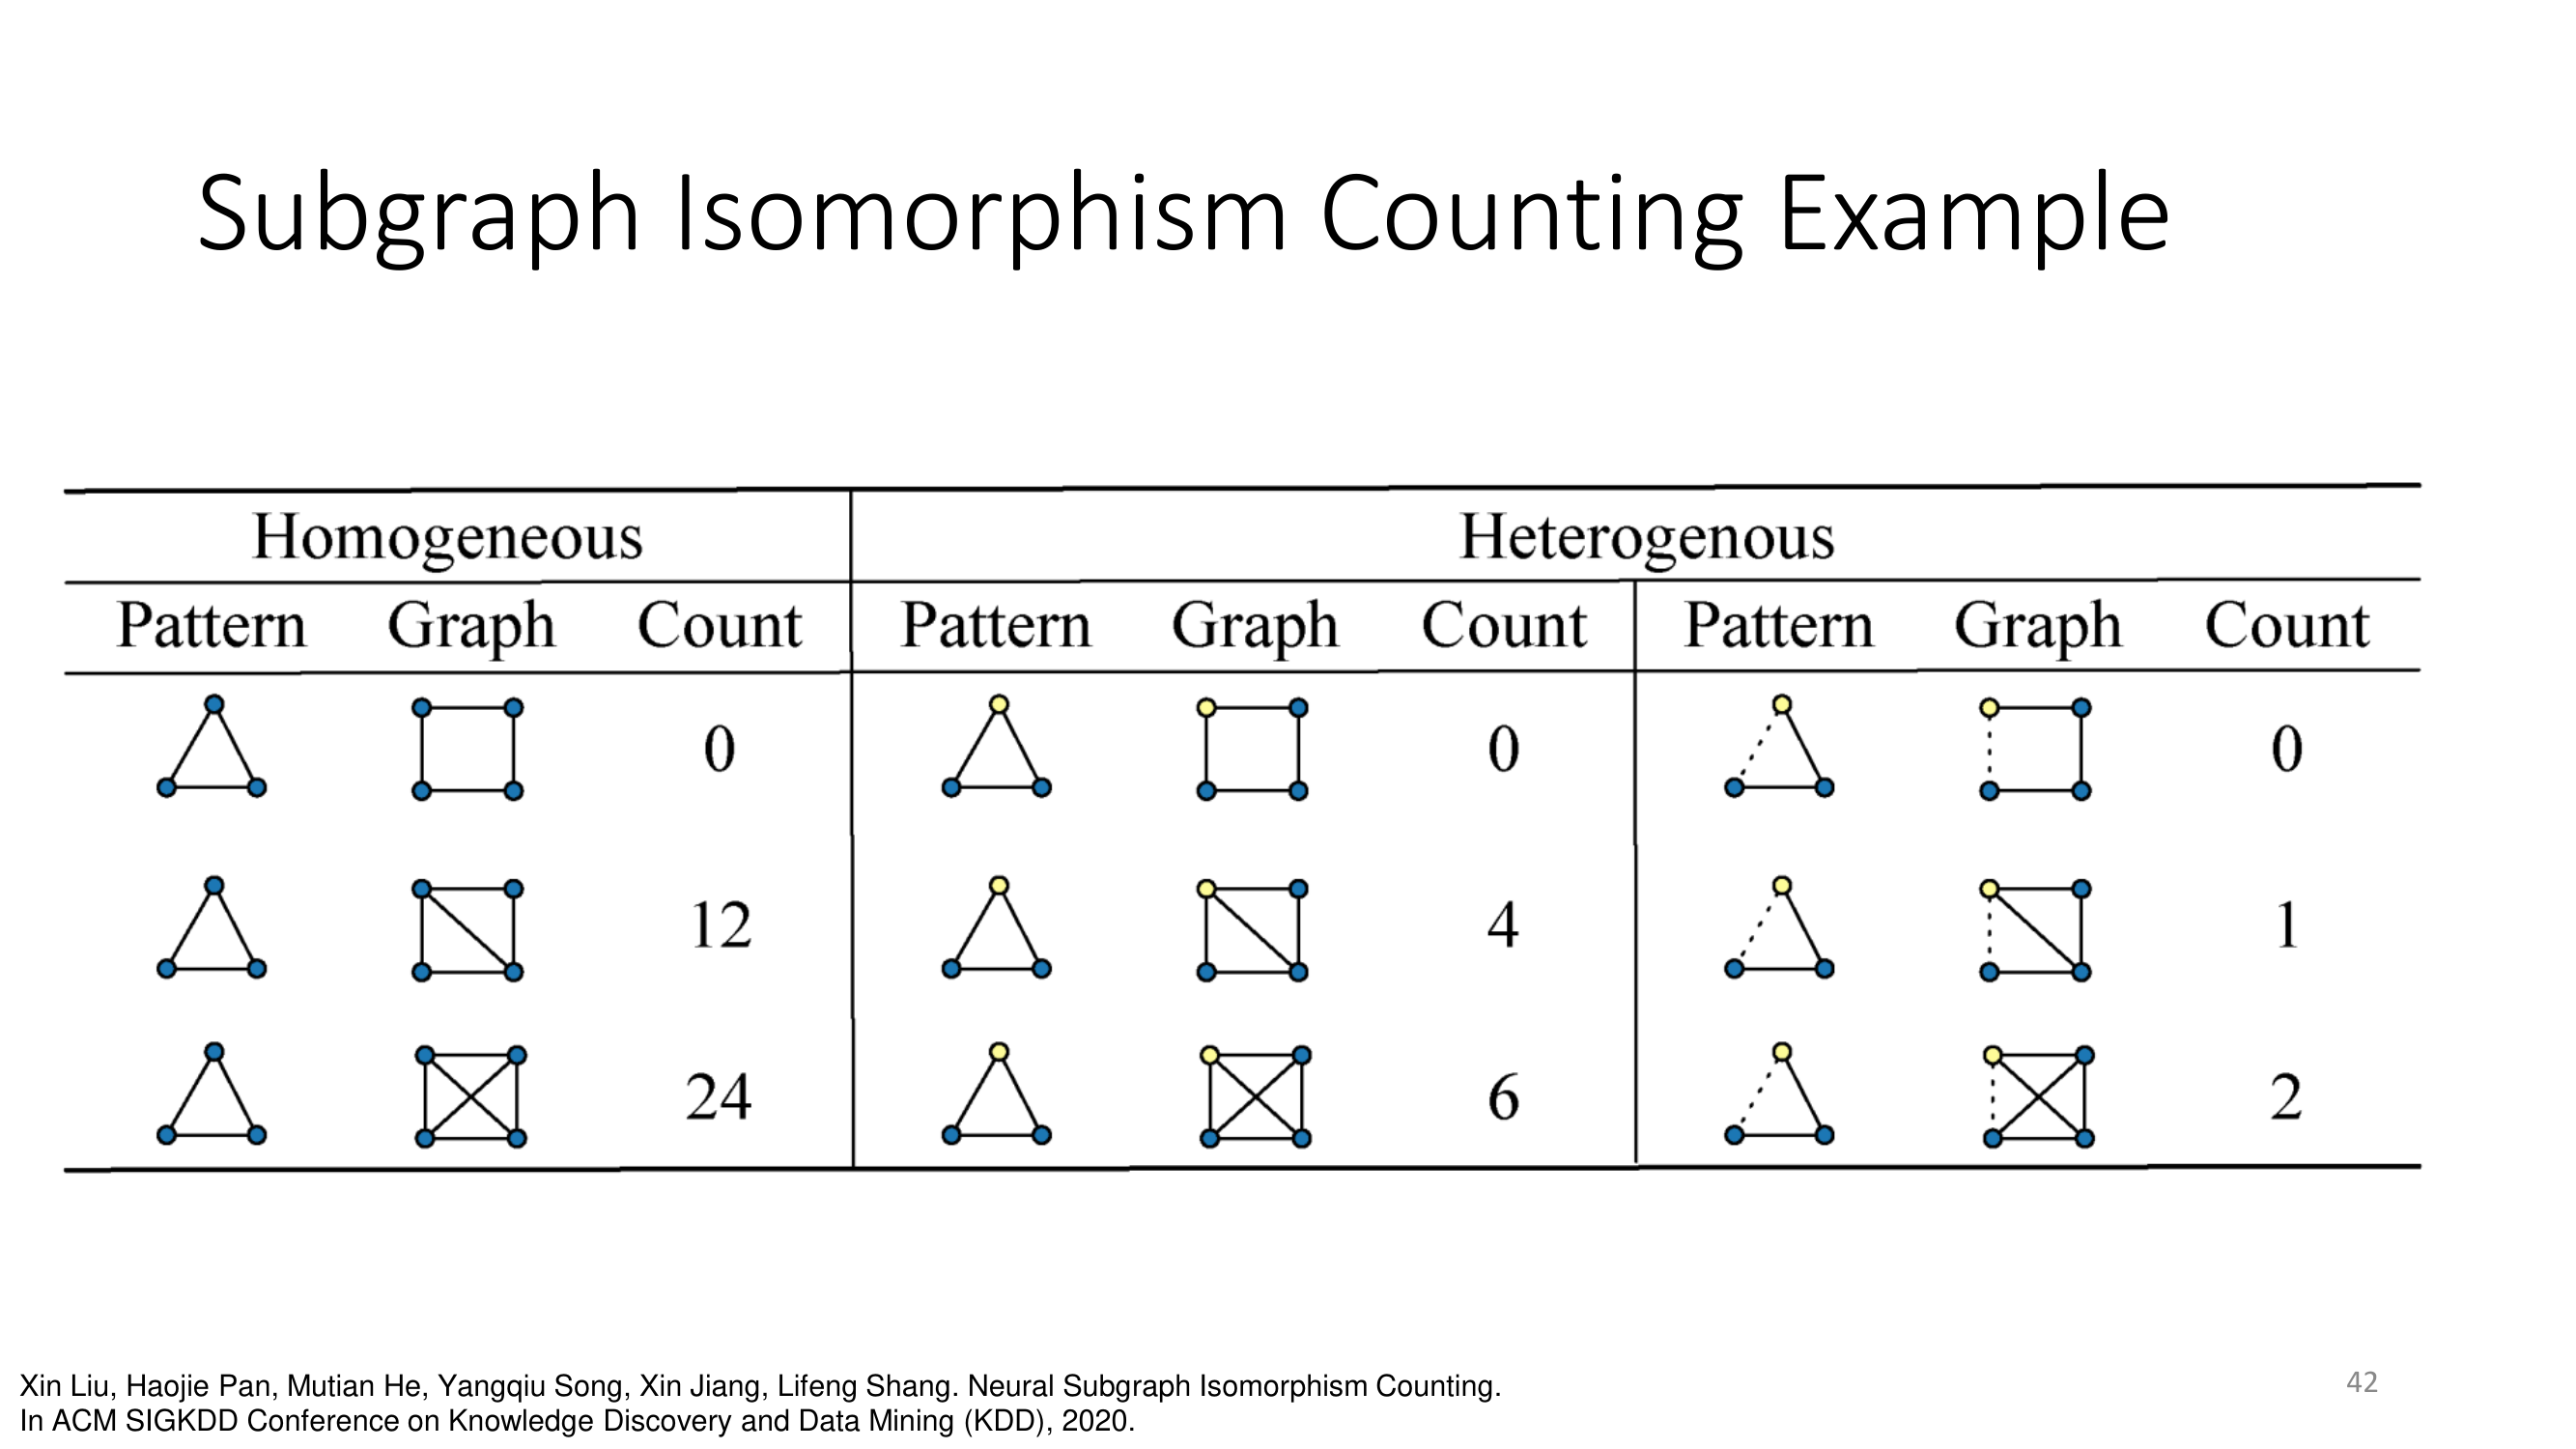 Subgraph Isomorphism Counting Example
Homogeneous Heterogenous
Pattern Graph Count Pattern Graph Count Pattern Graph Count
0 0 0
12 4 1
24 6 2
Xin Liu, Haojie Pan, Mutian He, Yangqiu Song, Xin Jiang, Lifeng Shang. Neural Subgraph Isomorphism Counting.
In ACM SIGKDD Conference on Knowledge Discovery and Data Mining (KDD), 2020.
42